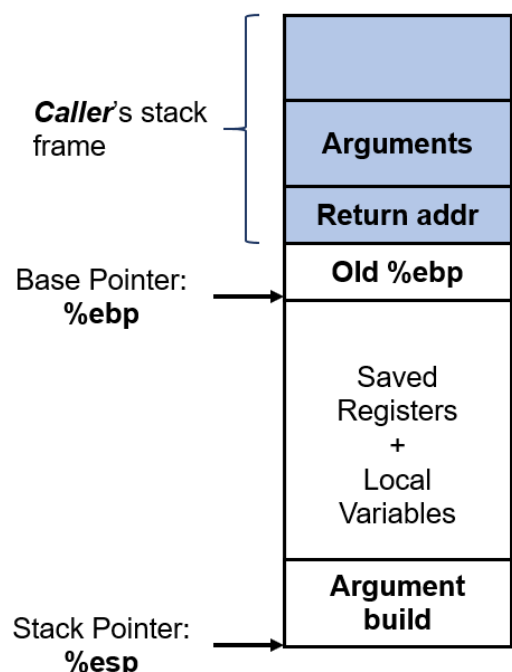 Caller's stack
frame
Arguments
Return addr
Old %ebp
Base Pointer:
%ebp
Saved
Registers
+
Local
Variables
Argument
build
Stack Pointer:
%esp